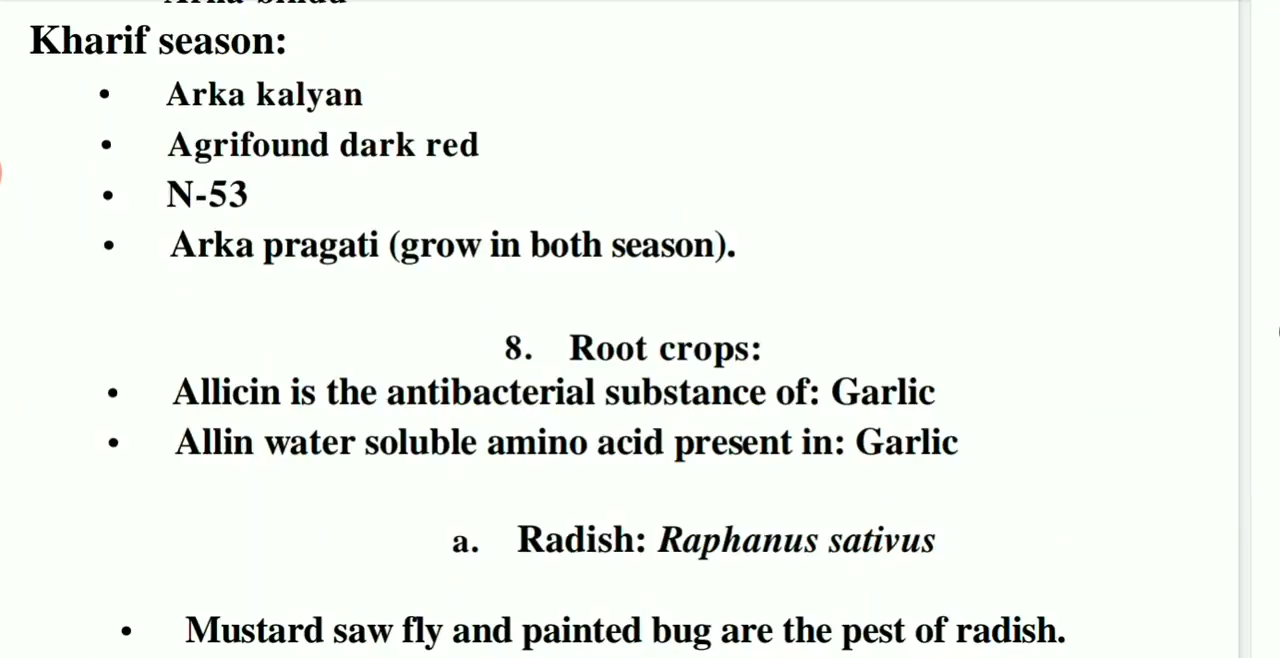 Kharif season:
• Arka kalyan
• Agrifound dark red
• N-53
• Arka pragati (grow in both season).
8. Root crops:
• Allicin is the antibacterial substance of: Garlic
• Allin water soluble amino acid present in: Garlic
a. Radish: Raphanus sativus
• Mustard saw fly and painted bug are the pest of radish.